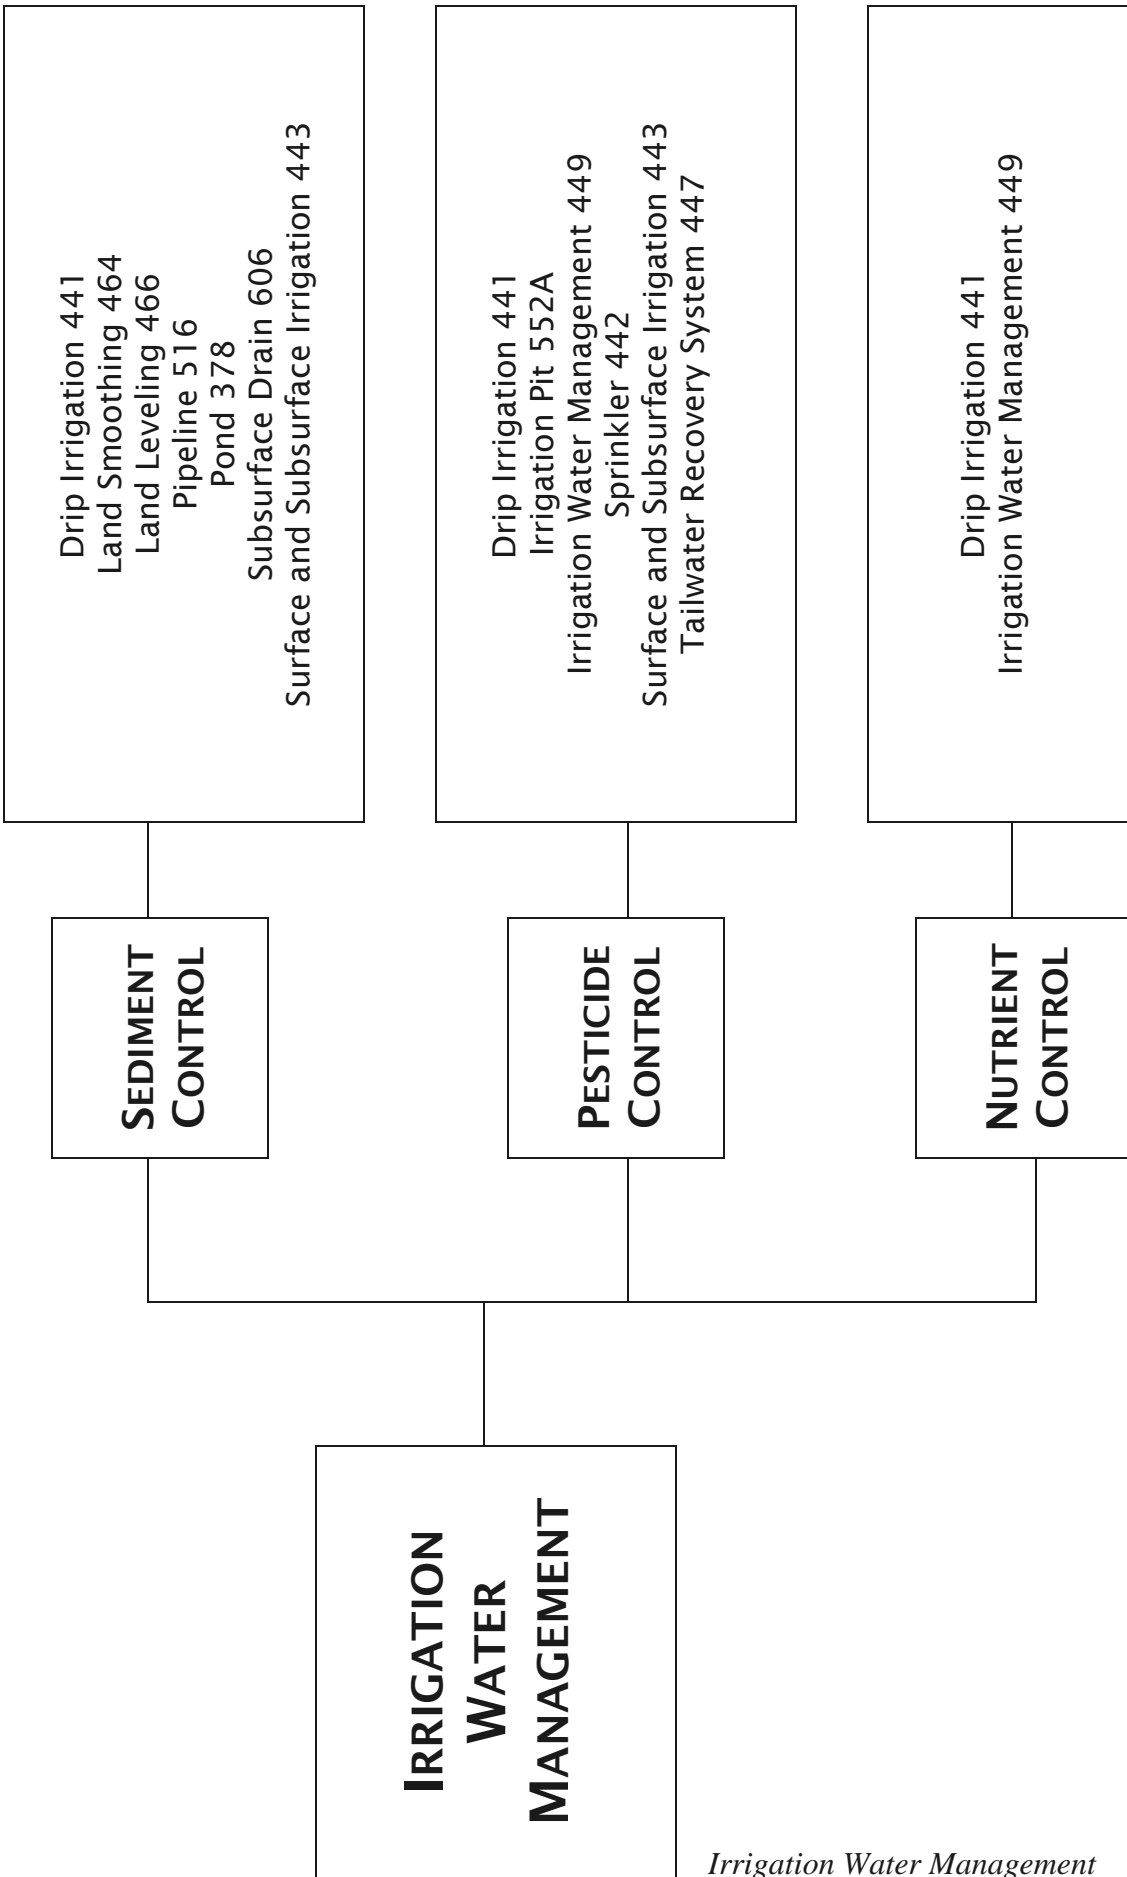 IRRIGATION
WATER
MANAGEMENT
SEDIMENT
CONTROL
Drip Irrigation 441
Land Smoothing 464
Land Leveling 466
Pipeline 516
Pond 378
Subsurface Drain 606
Surface and Subsurface Irrigation 443
PESTICIDE
CONTROL
Drip Irrigation 441
Irrigation Pit 552A
Irrigation Water Management 449
Sprinkler 442
Surface and Subsurface Irrigation 443
Tailwater Recovery System 447
NUTRIENT
CONTROL
Drip Irrigation 441
Irrigation Water Management 449
Irrigation Water Management